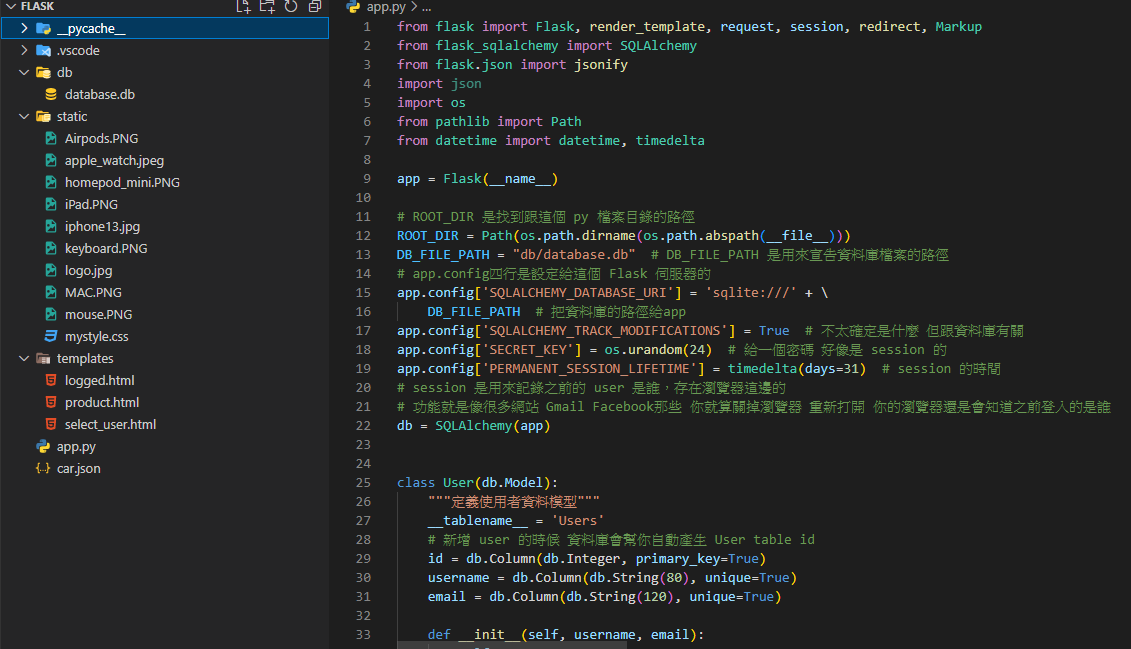 FLASK
__pycache__
.vscode
db
database.db
static
Airpods.PNG
apple_watch.jpeg
homepod_mini.PNG
iPad.PNG
iphone13.jpg
keyboard.PNG
logo.jpg
MAC.PNG
mouse.PNG
mystyle.css
templates
logged.html
product.html
select_user.html
app.py
car.json
app.py > ...
1 from flask import Flask, render_template, request, session, redirect, Markup
2 from flask_sqlalchemy import SQLAlchemy
3 from flask.json import jsonify
4 import json
5 import os
6 from pathlib import Path
7 from datetime import datetime, timedelta
8
9 app = Flask(__name__)
10
11 # ROOT_DIR 是找到跟這個 py 檔案目錄的路徑
12 ROOT_DIR = Path(os.path.dirname(os.path.abspath(__file__)))
13 DB_FILE_PATH = "db/database.db"  # DB_FILE_PATH 是用來宣告資料庫檔案的路徑
14 # app.config四行是設定給這個 Flask 伺服器的
15 app.config['SQLALCHEMY_DATABASE_URI'] = 'sqlite:///' + \
16     DB_FILE_PATH  # 把資料庫的路徑給app
17 app.config['SQLALCHEMY_TRACK_MODIFICATIONS'] = True  # 不太確定是什麼 但跟資料庫有關
18 app.config['SECRET_KEY'] = os.urandom(24)  # 給一個密碼 好像是 session 的
19 app.config['PERMANENT_SESSION_LIFETIME'] = timedelta(days=31)  # session 的時間
20 # session 是用來記錄之前的 user 是誰，存在瀏覽器這邊的
21 # 功能就是像很多網站 Gmail Facebook那些 你就算關掉瀏覽器 重新打開 你的瀏覽器還是會知道之前登入的是誰
22 db = SQLAlchemy(app)
23
24
25 class User(db.Model):
26     """定義使用者資料模型"""
27     __tablename__ = 'Users'
28     # 新增 user 的時候 資料庫會幫你自動產生 User table id
29     id = db.Column(db.Integer, primary_key=True)
30     username = db.Column(db.String(80), unique=True)
31     email = db.Column(db.String(120), unique=True)
32
33     def __init__(self, username, email):